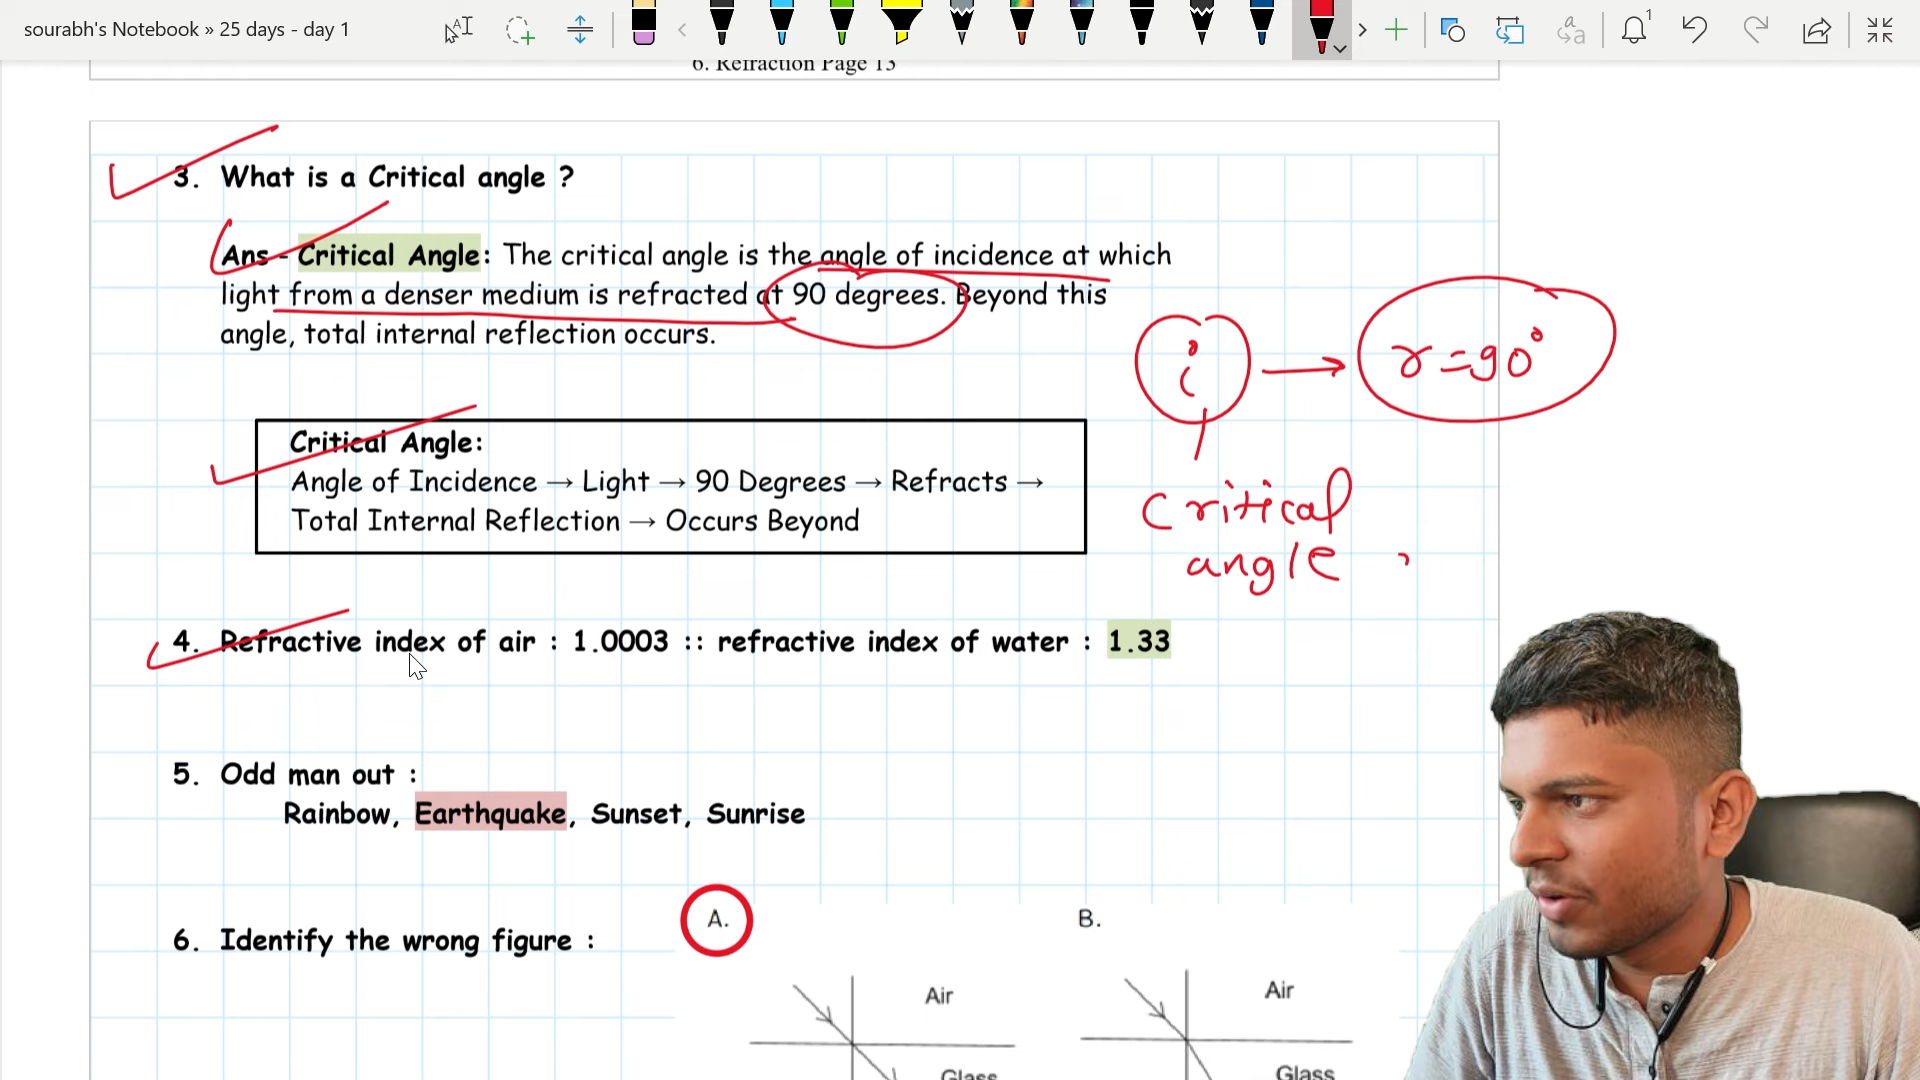 sourabh's Notebook » 25 days - day 1
1
6. Refraction Page 13
3. What is a Critical angle ?
Ans - Critical Angle: The critical angle is the angle of incidence at which
light from a denser medium is refracted at 90 degrees. Beyond this
angle, total internal reflection occurs.
i → r = 90°
Critical
angle
Critical Angle:
Angle of Incidence → Light → 90 Degrees → Refracts →
Total Internal Reflection → Occurs Beyond
4. Refractive index of air : 1.0003 :: refractive index of water : 1.33
5. Odd man out :
Rainbow, Earthquake, Sunset, Sunrise
6. Identify the wrong figure :
A.
B.
Air
Air
Glass
Glass